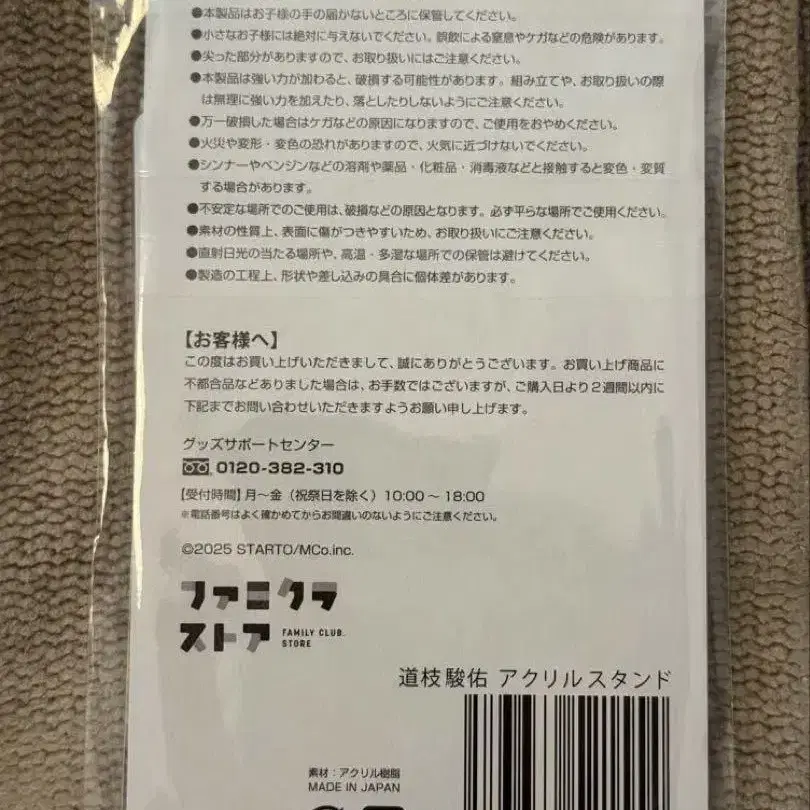 ●本製品はお子様の手の届かないところに保管してください。
●小さなお子様には絶対に与えないでください。誤飲による窒息やケガなどの危険があります。
●尖った部分がありますので、お取り扱いにはご注意ください。
●本製品は強い力が加わると、破損する可能性があります。組み立てや、お取り扱いの際
は無理に強い力を加えたり、落としたりしないようにご注意ください。
●万一破損した場合はケガなどの原因になりますので、ご使用をおやめください。
●火災や変形・変色の恐れがありますので、火気に近づけないでください。
●シンナーやベンジンなどの溶剤や薬品・化粧品・消毒液などと接触すると変色・変質
する場合があります。
●不安定な場所でのご使用は、破損などの原因となります。必ず平らな場所でご使用ください。
●素材の性質上、表面に傷がつきやすいため、お取り扱いにご注意ください。
●直射日光の当たる場所や、高温・多湿な場所での保管は避けてください。
●製造の工程上、形状や差し込みの具合に個体差があります。
【お客様へ】
この度はお買い上げいただきまして、誠にありがとうございます。お買い上げ商品に
不都合品などありました場合は、お手数ではございますが、ご購入日より2週間以内に
下記までお問い合わせいただきますようお願い申し上げます。
グッズサポートセンター
0120-382-310
【受付時間】月〜金（祝祭日を除く）10:00〜18:00
※電話番号はよく確かめてからお間違いのないようにご注意ください。
©2025 STARTO/MCo.inc.
ファミクラ
ストア FAMILY CLUB.
STORE
道枝駿佑 アクリルスタンド
素材：アクリル樹脂
MADE IN JAPAN